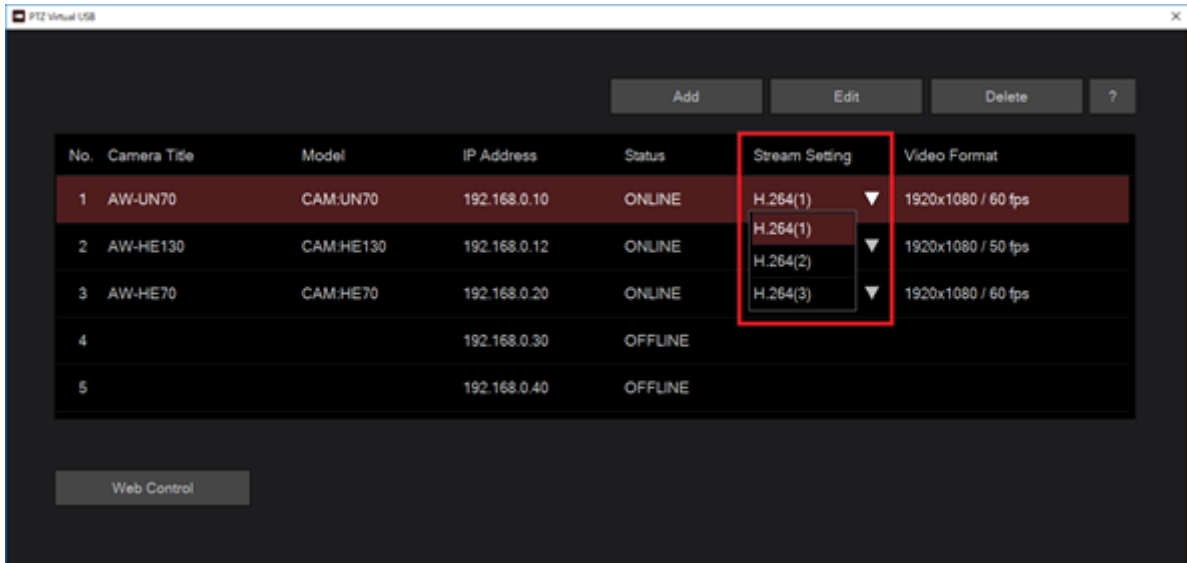 PTZ Virtual USB
Add Edit Delete ?
No. Camera Title Model IP Address Status Stream Setting Video Format
1 AW-UN70 CAM:UN70 192.168.0.10 ONLINE H.264(1) 1920x1080 / 60 fps
H.264(1)
2 AW-HE130 CAM:HE130 192.168.0.12 ONLINE 1920x1080 / 50 fps
H.264(2)
3 AW-HE70 CAM:HE70 192.168.0.20 ONLINE H.264(3) 1920x1080 / 60 fps
4 192.168.0.30 OFFLINE
5 192.168.0.40 OFFLINE
Web Control